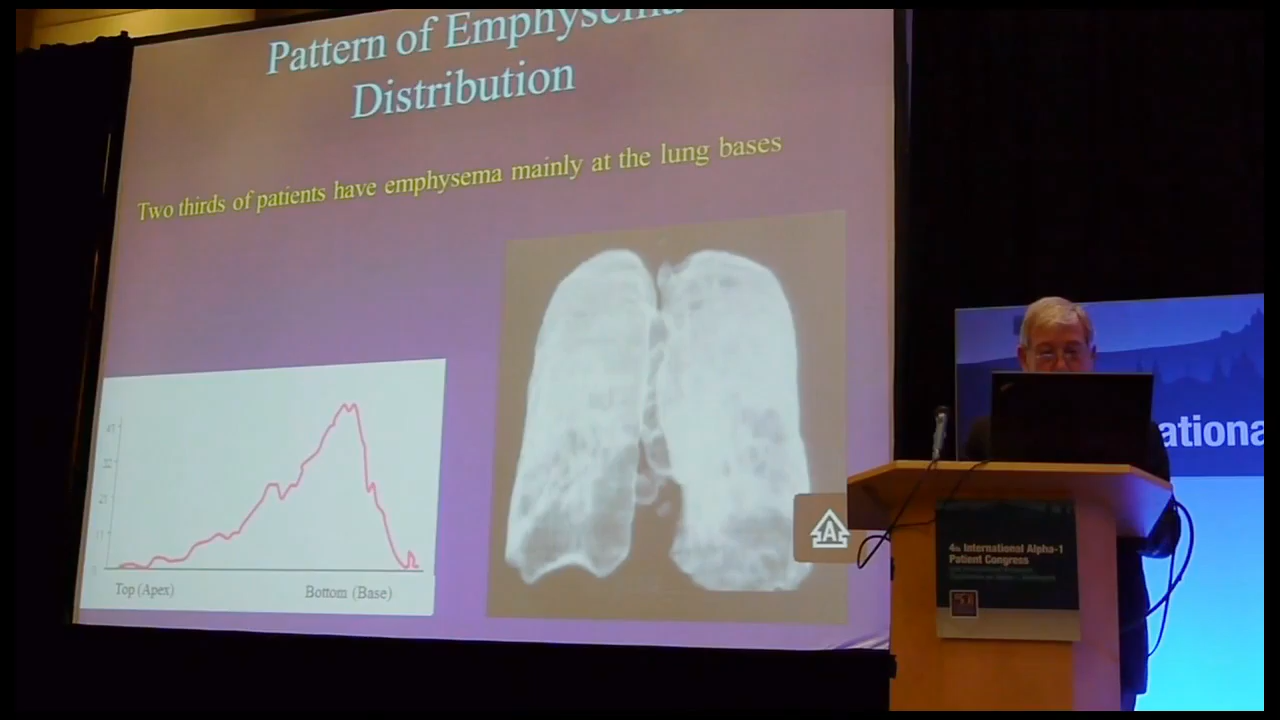 Pattern of Emphysema
Distribution
Two thirds of patients have emphysema mainly at the lung bases
Top (Apex)
Bottom (Base)
A
ationa
4th International Alpha-1
Patient Congress